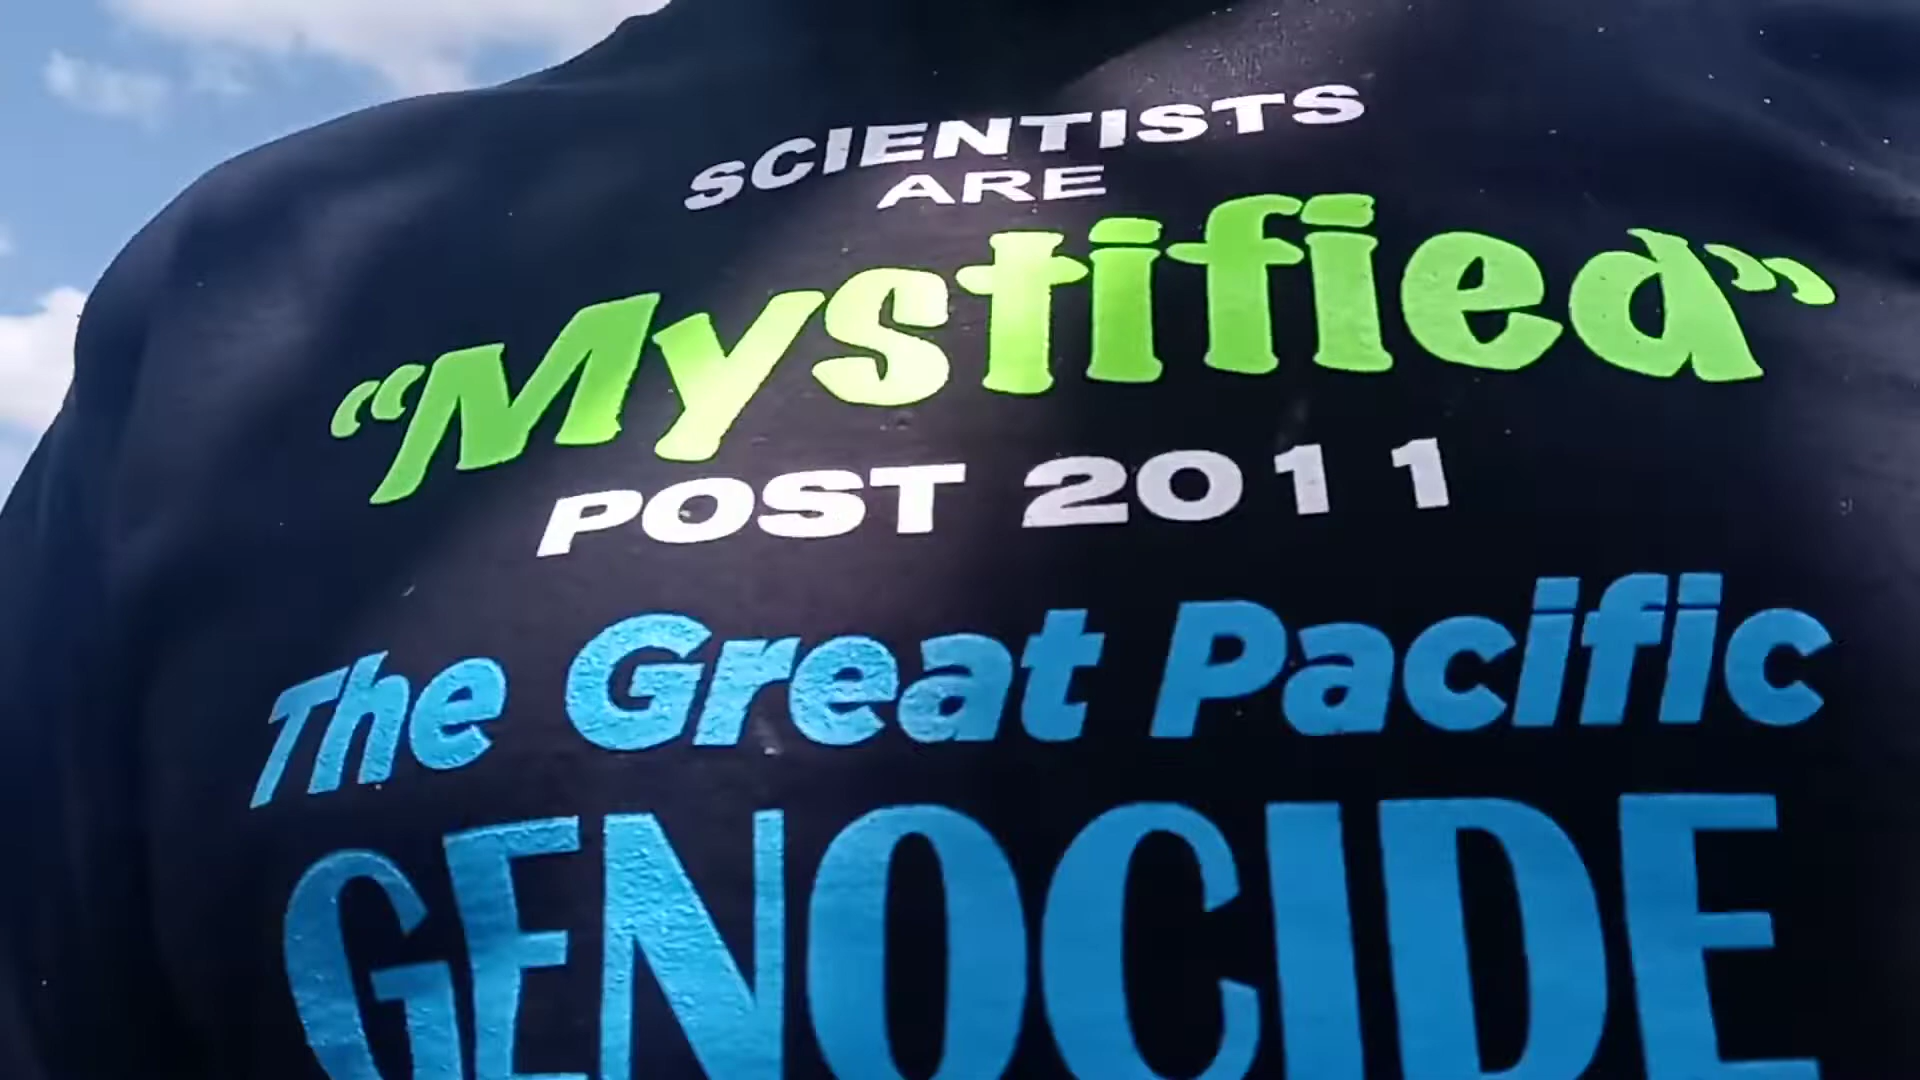 SCIENTISTS
ARE
“Mystified”
POST 2011
The Great Pacific
GENOCIDE